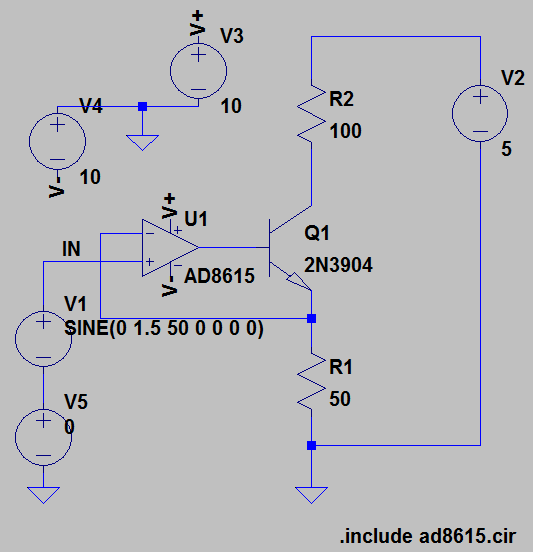 V+
V3
10
V4
10
V-
V2
5
R2
100
V+
U1
AD8615
V-
Q1
2N3904
IN
V1
SINE(0 1.5 50 0 0 0 0)
V5
0
R1
50
.include ad8615.cir